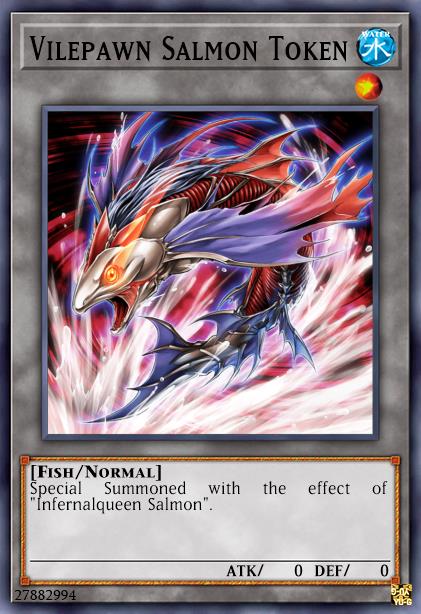 Vilepawn Salmon Token
WATER
水
[Fish/Normal]
Special Summoned with the effect of
"Infernalqueen Salmon".
ATK/ 0 DEF/ 0
27882994